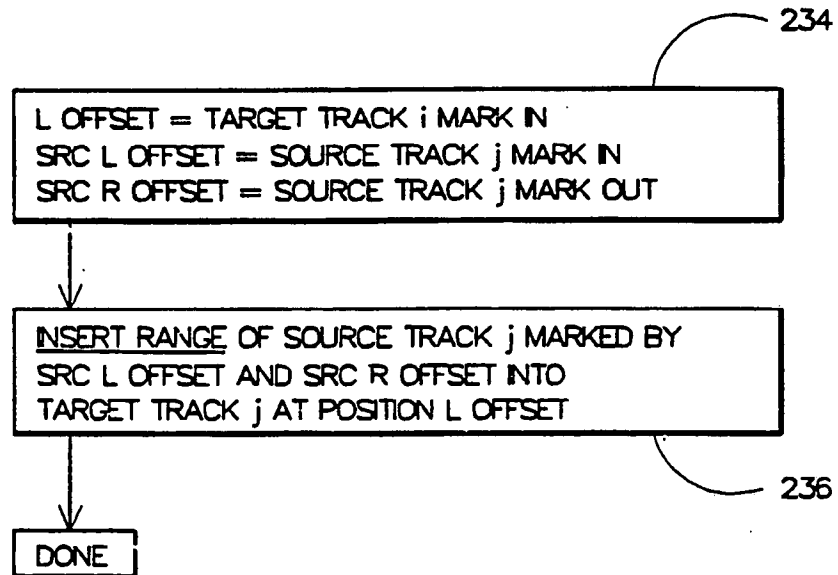 234
L OFFSET = TARGET TRACK i MARK IN
SRC L OFFSET = SOURCE TRACK j MARK IN
SRC R OFFSET = SOURCE TRACK j MARK OUT
INSERT RANGE OF SOURCE TRACK j MARKED BY
SRC L OFFSET AND SRC R OFFSET INTO
TARGET TRACK j AT POSITION L OFFSET
236
DONE